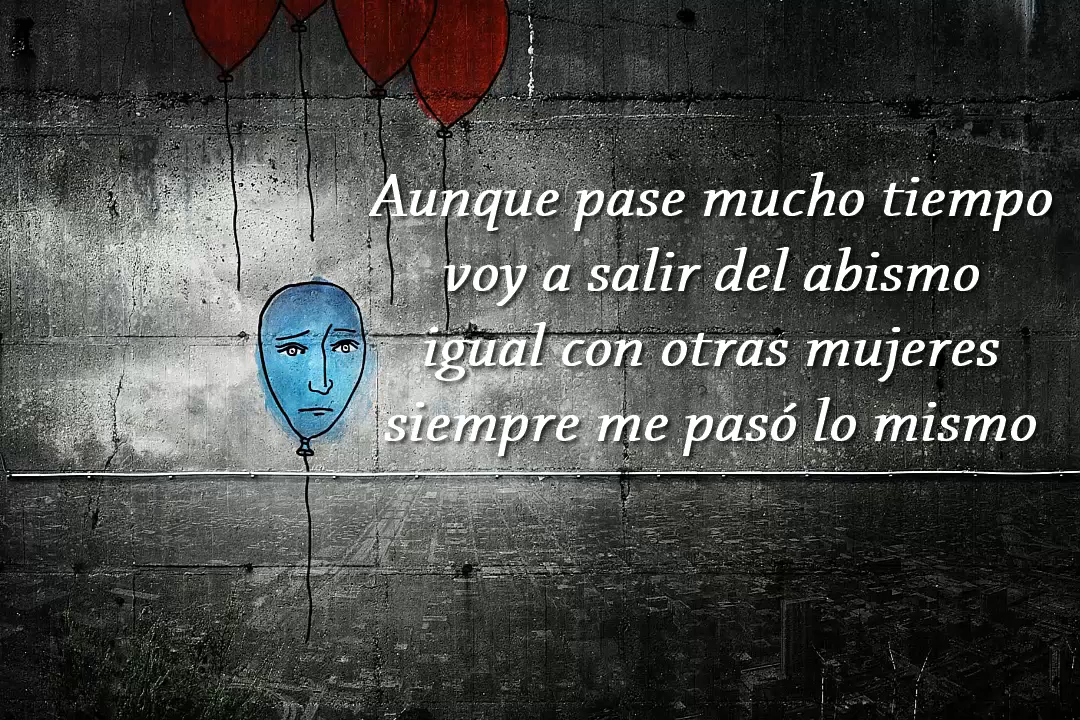 Aunque pase mucho tiempo
voy a salir del abismo
igual con otras mujeres
siempre me pasó lo mismo